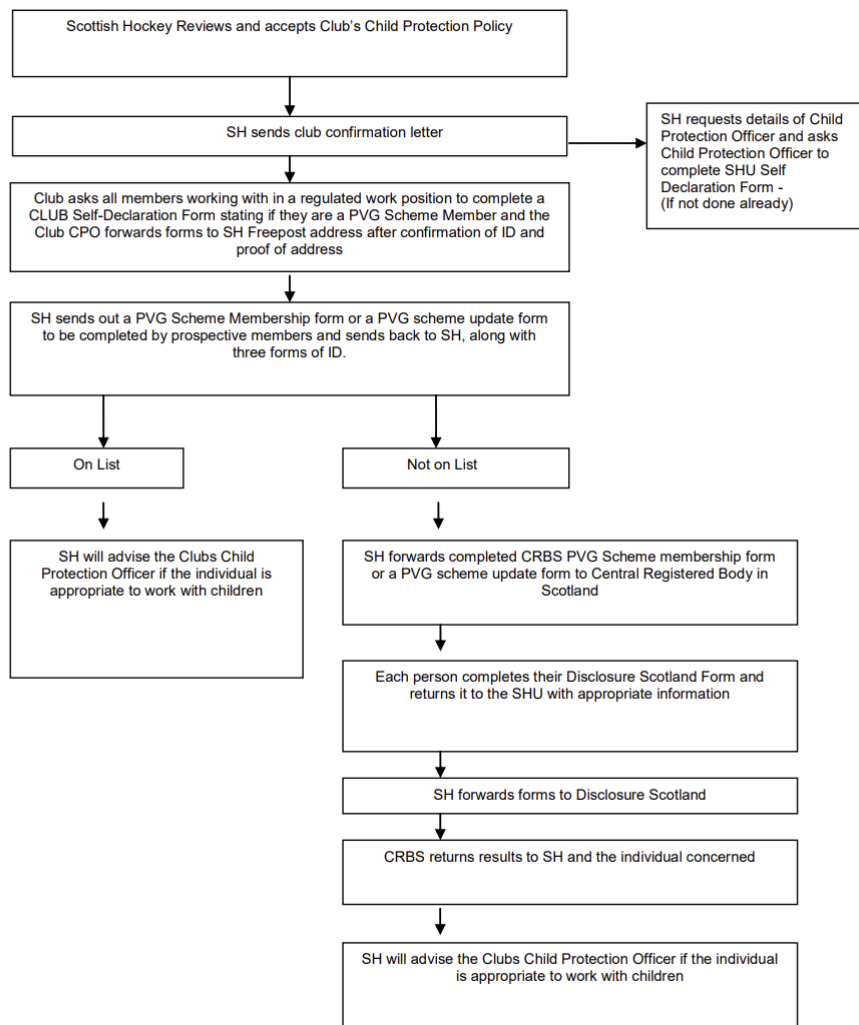 Scottish Hockey Reviews and accepts Club's Child Protection Policy
SH sends club confirmation letter
SH requests details of Child
Protection Officer and asks
Child Protection Officer to
complete SHU Self
Declaration Form -
(If not done already)
Club asks all members working with in a regulated work position to complete a
CLUB Self-Declaration Form stating if they are a PVG Scheme Member and the
Club CPO forwards forms to SH Freepost address after confirmation of ID and
proof of address
SH sends out a PVG Scheme Membership form or a PVG scheme update form
to be completed by prospective members and sends back to SH, along with
three forms of ID.
On List
Not on List
SH will advise the Clubs Child
Protection Officer if the individual is
appropriate to work with children
SH forwards completed CRBS PVG Scheme membership form
or a PVG scheme update form to Central Registered Body in
Scotland
Each person completes their Disclosure Scotland Form and
returns it to the SHU with appropriate information
SH forwards forms to Disclosure Scotland
CRBS returns results to SH and the individual concerned
SH will advise the Clubs Child Protection Officer if the individual
is appropriate to work with children